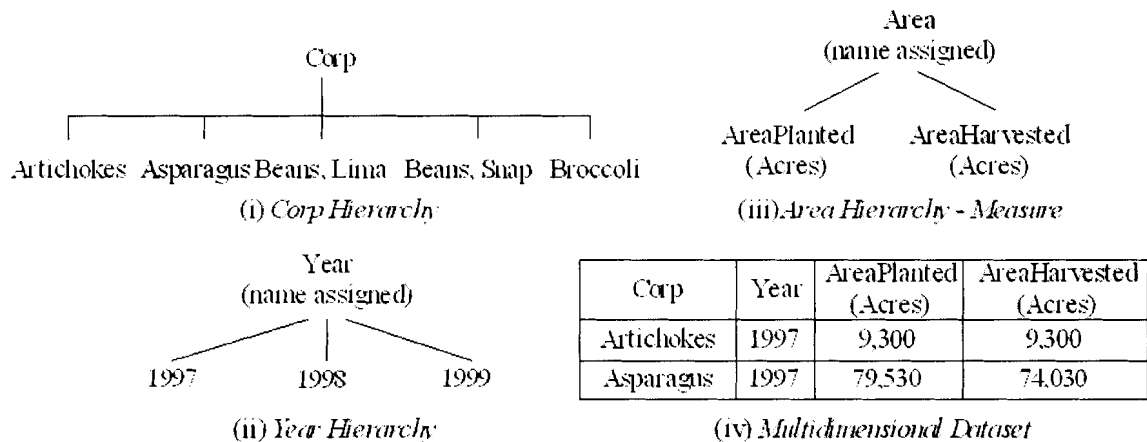 Corp
Artichokes Asparagus Beans, Lima Beans, Snap Broccoli
(i) Corp Hierarchy
Area
(name assigned)
AreaPlanted AreaHarvested
(Acres) (Acres)
(iii)Area Hierarchy - Measure
Year
(name assigned)
1997 1998 1999
(ii) Year Hierarchy
Corp Year AreaPlanted (Acres) AreaHarvested (Acres)
Artichokes 1997 9,300 9,300
Asparagus 1997 79,530 74,030
(iv) Multidimensional Dataset